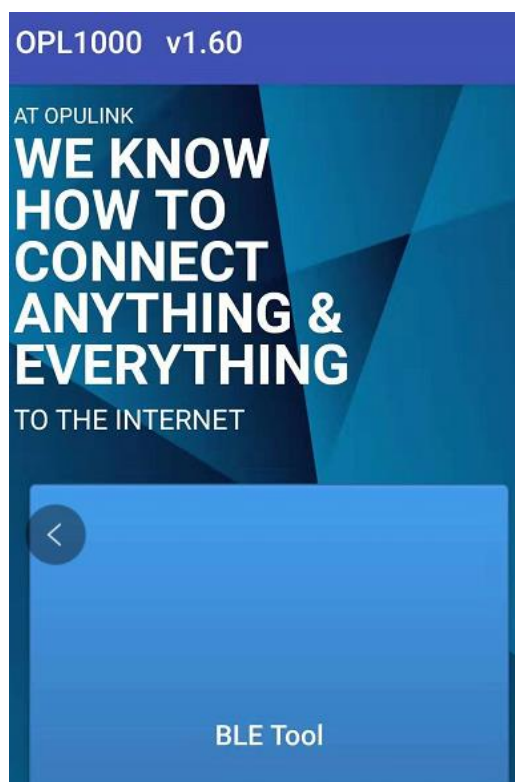 OPL1000 v1.60
AT OPULINK
WE KNOW
HOW TO
CONNECT
ANYTHING &
EVERYTHING
TO THE INTERNET
BLE Tool